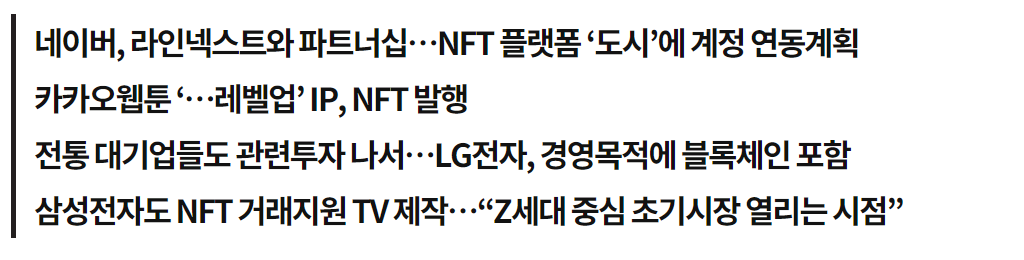 네이버, 라인넥스트와 파트너십…NFT 플랫폼 ‘도시’에 계정 연동계획
카카오웹툰 ‘…레벨업’ IP, NFT 발행
전통 대기업들도 관련투자 나서…LG전자, 경영목적에 블록체인 포함
삼성전자도 NFT 거래지원 TV 제작…“Z세대 중심 초기시장 열리는 시점”